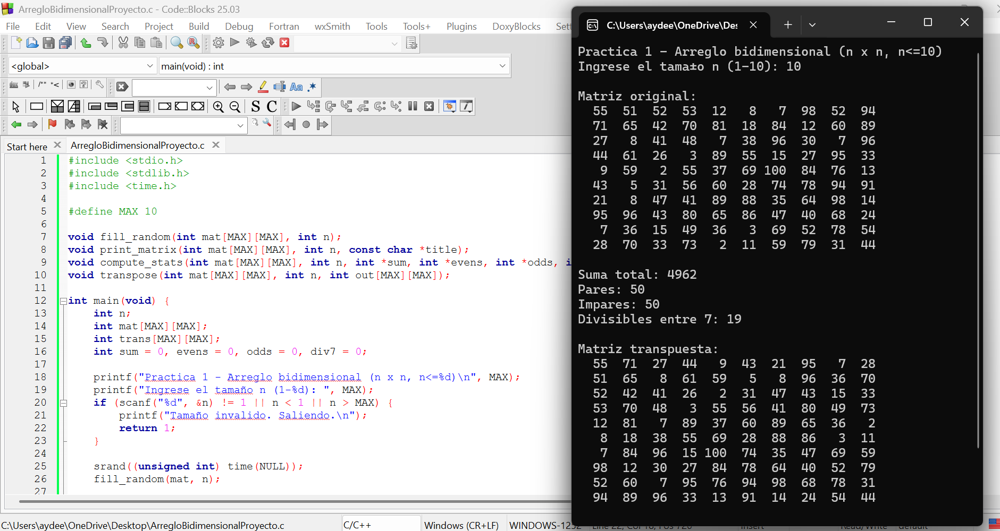 ArregloBidimensionalProyecto.c - Code::Blocks 25.03
File Edit View Search Project Build Debug Fortran wxSmith Tools Tools+ Plugins DoxyBlocks
<global> main(void) : int
/** *<
Aa .*
S C
Start here ArregloBidimensionalProyecto.c
1 #include <stdio.h>
2 #include <stdlib.h>
3 #include <time.h>
4
5 #define MAX 10
6
7 void fill_random(int mat[MAX][MAX], int n);
8 void print_matrix(int mat[MAX][MAX], int n, const char *title);
9 void compute_stats(int mat[MAX][MAX], int n, int *sum, int *evens, int *odds, i
10 void transpose(int mat[MAX][MAX], int n, int out[MAX][MAX]);
11
12 int main(void) {
13 int n;
14 int mat[MAX][MAX];
15 int trans[MAX][MAX];
16 int sum = 0, evens = 0, odds = 0, div7 = 0;
17
18 printf("Practica 1 - Arreglo bidimensional (n x n, n<=%d)\n", MAX);
19 printf("Ingrese el tamaño n (1-%d): ", MAX);
20 if (scanf("%d", &n) != 1 || n < 1 || n > MAX) {
21 printf("Tamaño invalido. Saliendo.\n");
22 return 1;
23 }
24
25 srand((unsigned int) time(NULL));
26 fill_random(mat, n);
27
C:\Users\aydee\OneDrive\Desktop\ArregloBidimensionalProyecto.c C/C++ Windows (CR+LF) WINDOWS-1252
C:\Users\aydee\OneDrive\Des
Practica 1 - Arreglo bidimensional (n x n, n<=10)
Ingrese el tama±o n (1-10): 10
Matriz original:
55 51 52 53 12 8 7 98 52 94
71 65 42 70 81 18 84 12 60 89
27 8 41 48 7 38 96 30 7 96
44 61 26 3 89 55 15 27 95 33
9 59 2 55 37 69 100 84 76 13
43 5 31 56 60 28 74 78 94 91
21 8 47 41 89 88 35 64 98 14
95 96 43 80 65 86 47 40 68 24
7 36 15 49 36 3 69 52 78 54
28 70 33 73 2 11 59 79 31 44
Suma total: 4962
Pares: 50
Impares: 50
Divisibles entre 7: 19
Matriz transpuesta:
55 71 27 44 9 43 21 95 7 28
51 65 8 61 59 5 8 96 36 70
52 42 41 26 2 31 47 43 15 33
53 70 48 3 55 56 41 80 49 73
12 81 7 89 37 60 89 65 36 2
8 18 38 55 69 28 88 86 3 11
7 84 96 15 100 74 35 47 69 59
98 12 30 27 84 78 64 40 52 79
52 60 7 95 76 94 98 68 78 31
94 89 96 33 13 91 14 24 54 44